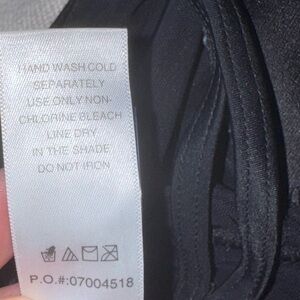 HAND WASH COLD
SEPARATELY
USE ONLY NON-
CHLORINE BLEACH
LINE DRY
IN THE SHADE
DO NOT IRON
P.O.#:07004518